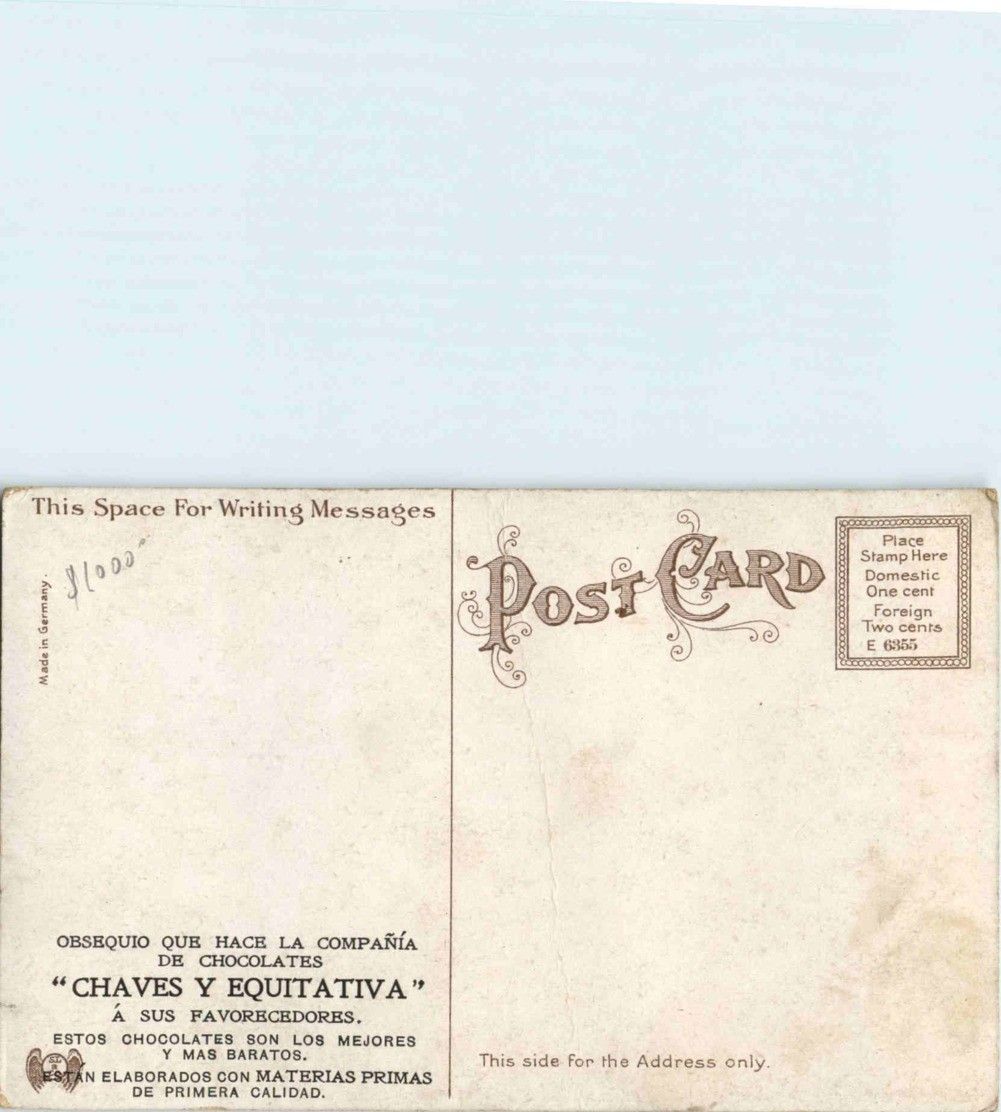 This Space For Writing Messages
$1000
Made in Germany.
POST CARD
Place
Stamp Here
Domestic
One cent
Foreign
Two cents
E 6355
OBSEQUIO QUE HACE LA COMPAÑÍA
DE CHOCOLATES
“CHAVES Y EQUITATIVA”
Á SUS FAVORECEDORES.
ESTOS CHOCOLATES SON LOS MEJORES
Y MAS BARATOS.
ESTÁN ELABORADOS CON MATERIAS PRIMAS
DE PRIMERA CALIDAD.
This side for the Address only.